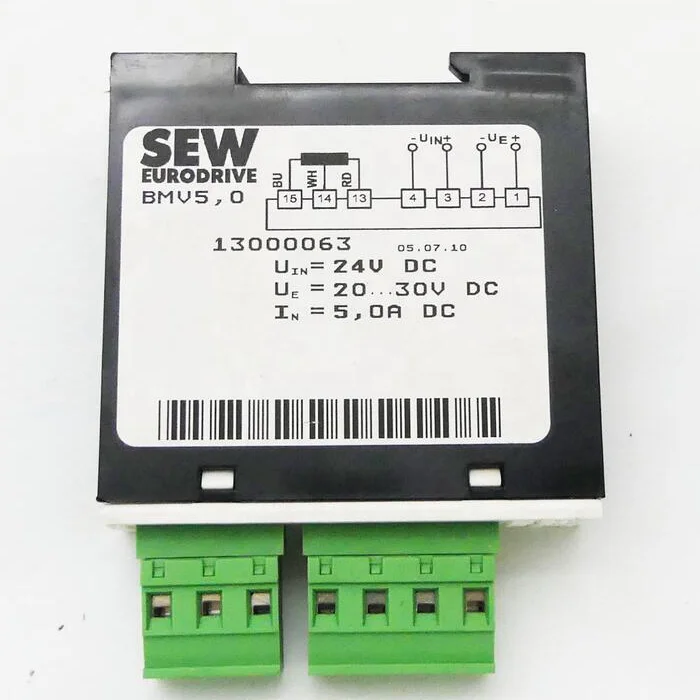 SEW
EURODRIVE
BMV5,0
BU WH RD
15 14 13 4 3 2 1
-UIN+ -UE+
13000063 05.07.10
UIN= 24V DC
UE = 20...30V DC
IN = 5,0A DC